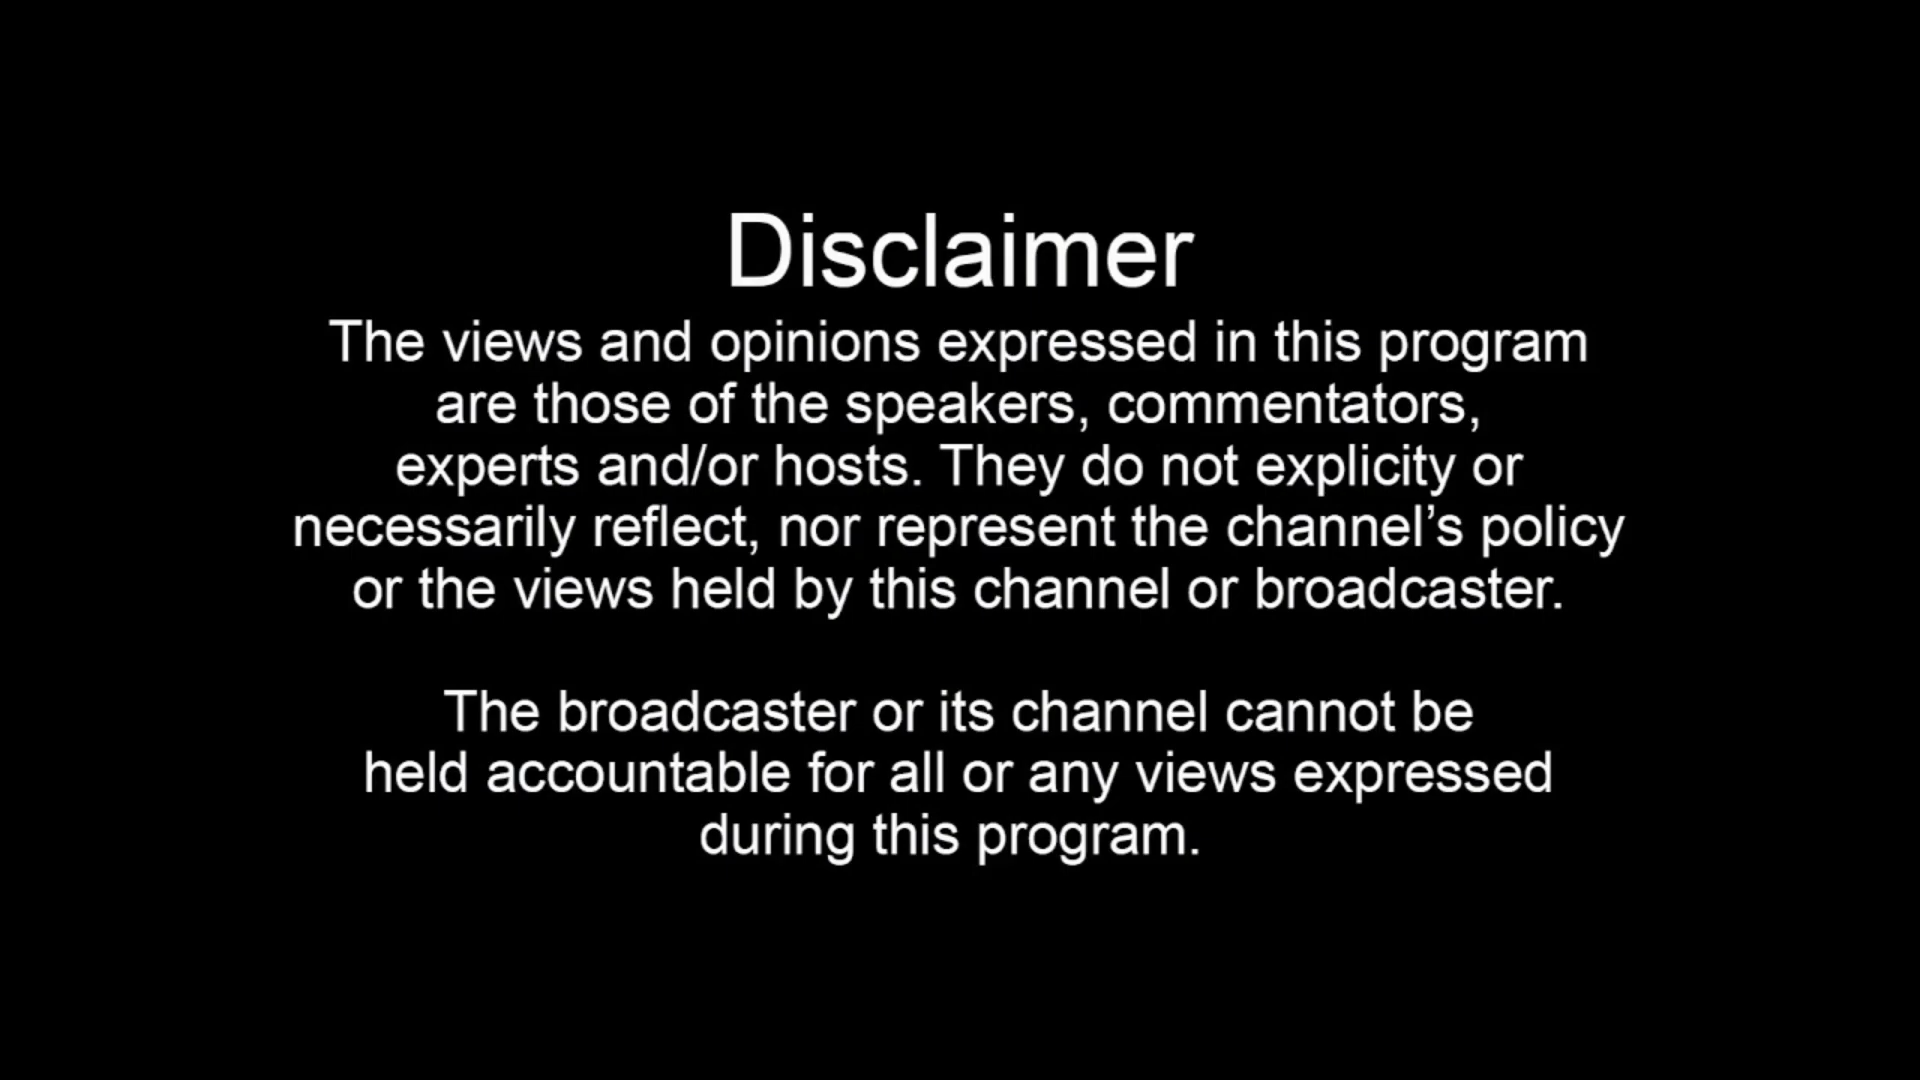 Disclaimer
The views and opinions expressed in this program
are those of the speakers, commentators,
experts and/or hosts. They do not explicity or
necessarily reflect, nor represent the channel’s policy
or the views held by this channel or broadcaster.
The broadcaster or its channel cannot be
held accountable for all or any views expressed
during this program.